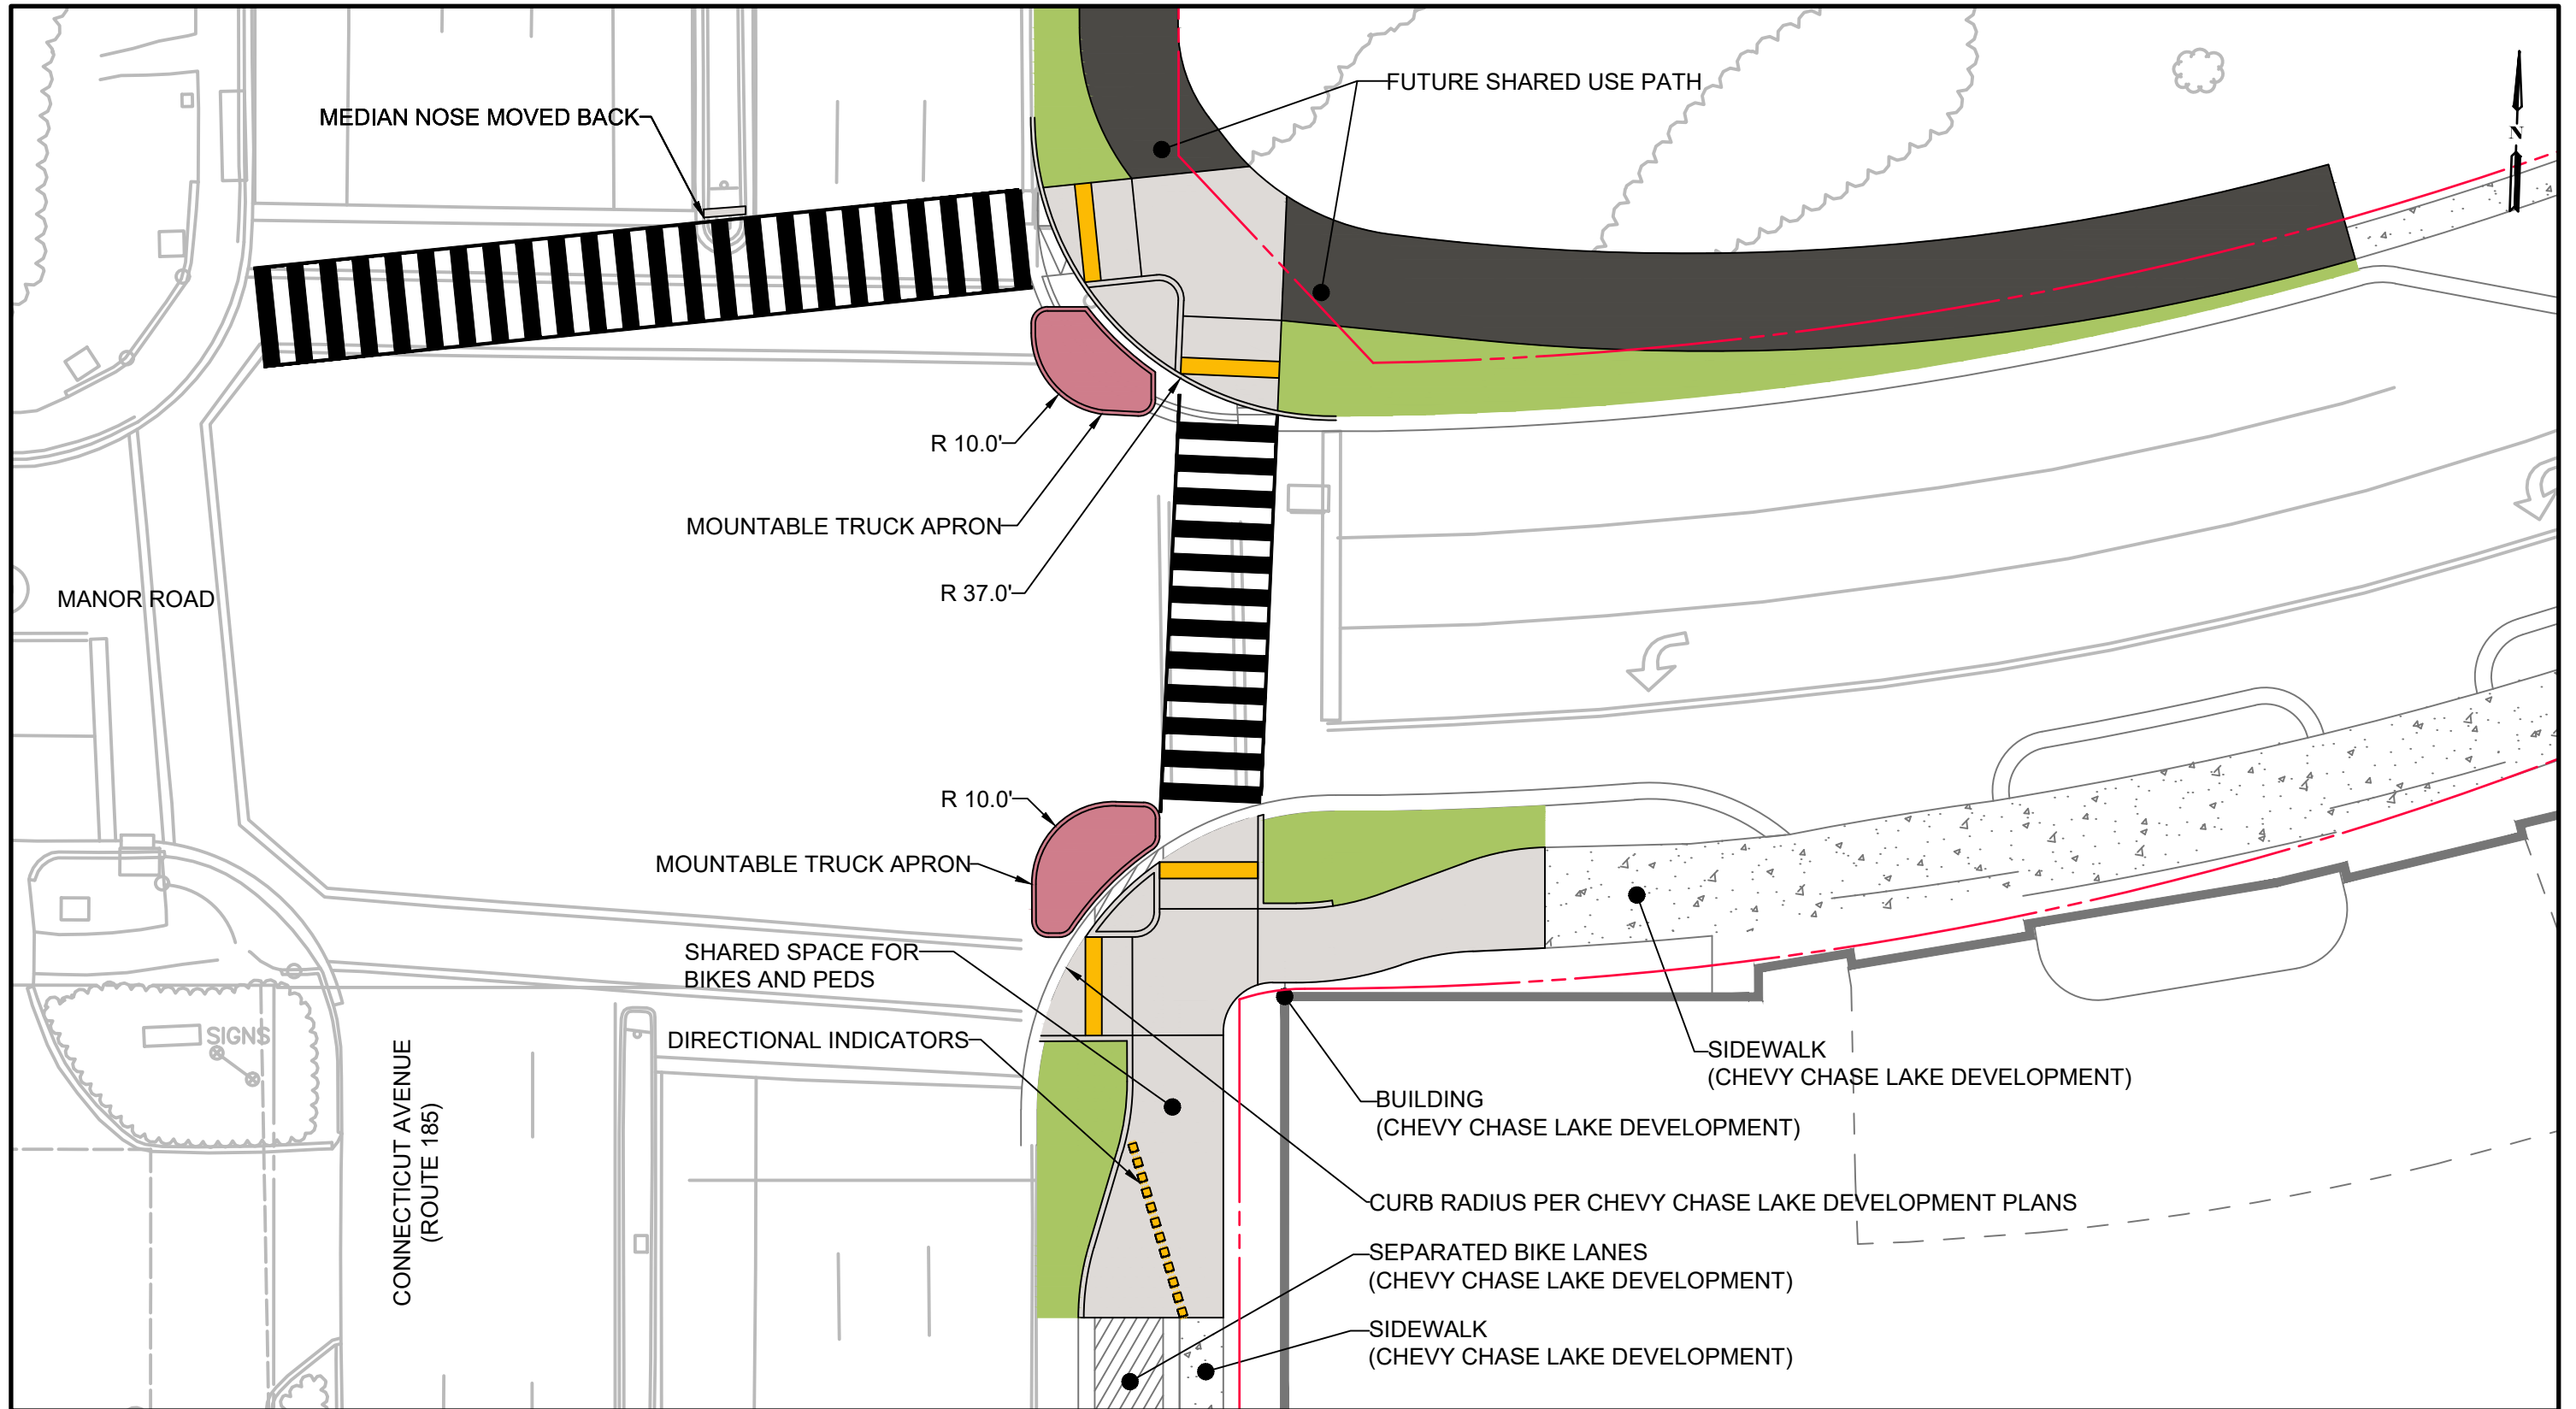 FUTURE SHARED USE PATH
MEDIAN NOSE MOVED BACK
N
R 10.0'
MOUNTABLE TRUCK APRON
R 37.0'
MANOR ROAD
R 10.0'
MOUNTABLE TRUCK APRON
SHARED SPACE FOR
BIKES AND PEDS
SIGNS
DIRECTIONAL INDICATORS
CONNECTICUT AVENUE
(ROUTE 185)
SIDEWALK
(CHEVY CHASE LAKE DEVELOPMENT)
BUILDING
(CHEVY CHASE LAKE DEVELOPMENT)
CURB RADIUS PER CHEVY CHASE LAKE DEVELOPMENT PLANS
SEPARATED BIKE LANES
(CHEVY CHASE LAKE DEVELOPMENT)
SIDEWALK
(CHEVY CHASE LAKE DEVELOPMENT)